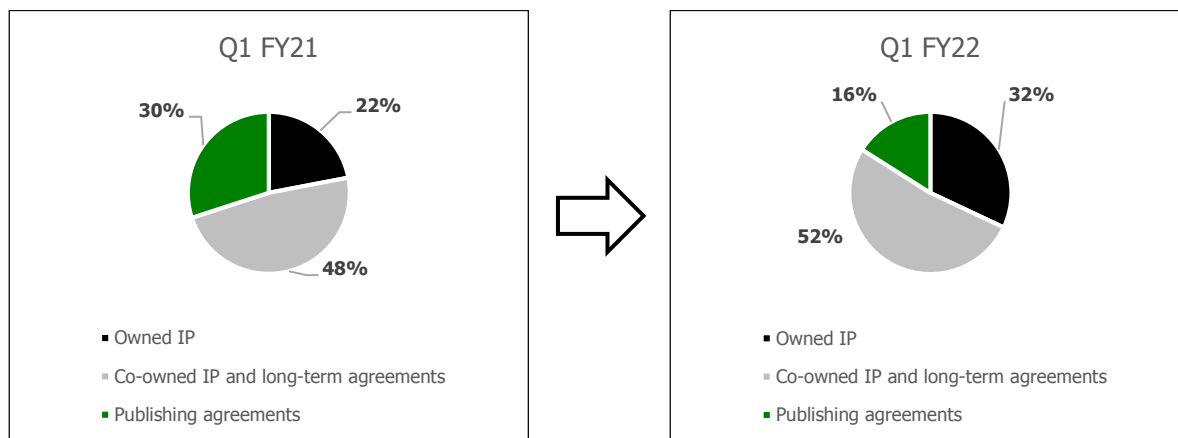 Q1 FY21
30%
22%
48%
Owned IP
Co-owned IP and long-term agreements
Publishing agreements
Q1 FY22
16%
32%
52%
Owned IP
Co-owned IP and long-term agreements
Publishing agreements